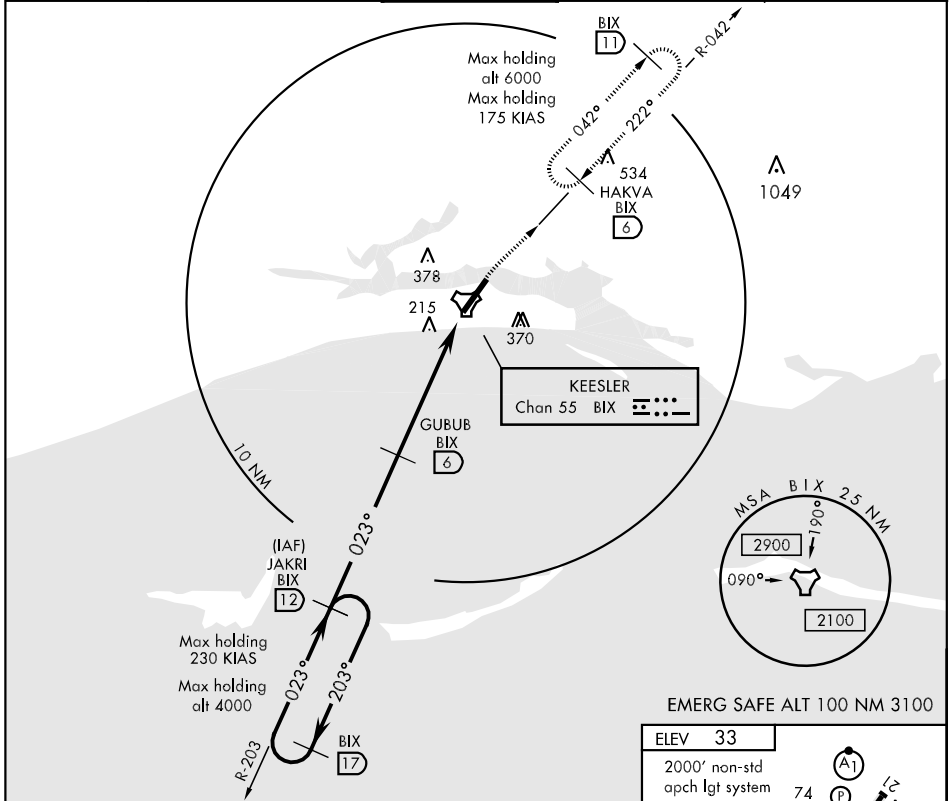 BIX
11
R-042
Max holding
alt 6000
Max holding
175 KIAS
042°
222°
534
HAKVA
BIX
6
1049
378
215
370
KEESLER
Chan 55 BIX
GUBUB
BIX
6
10 NM
023°
(IAF)
JAKRI
BIX
12
MSA BIX 25 NM
190°
2900
090°
2100
Max holding
230 KIAS
Max holding
alt 4000
023°
203°
BIX
17
R-203
EMERG SAFE ALT 100 NM 3100
ELEV 33
2000' non-std
apch lgt system
A1
74
P
21